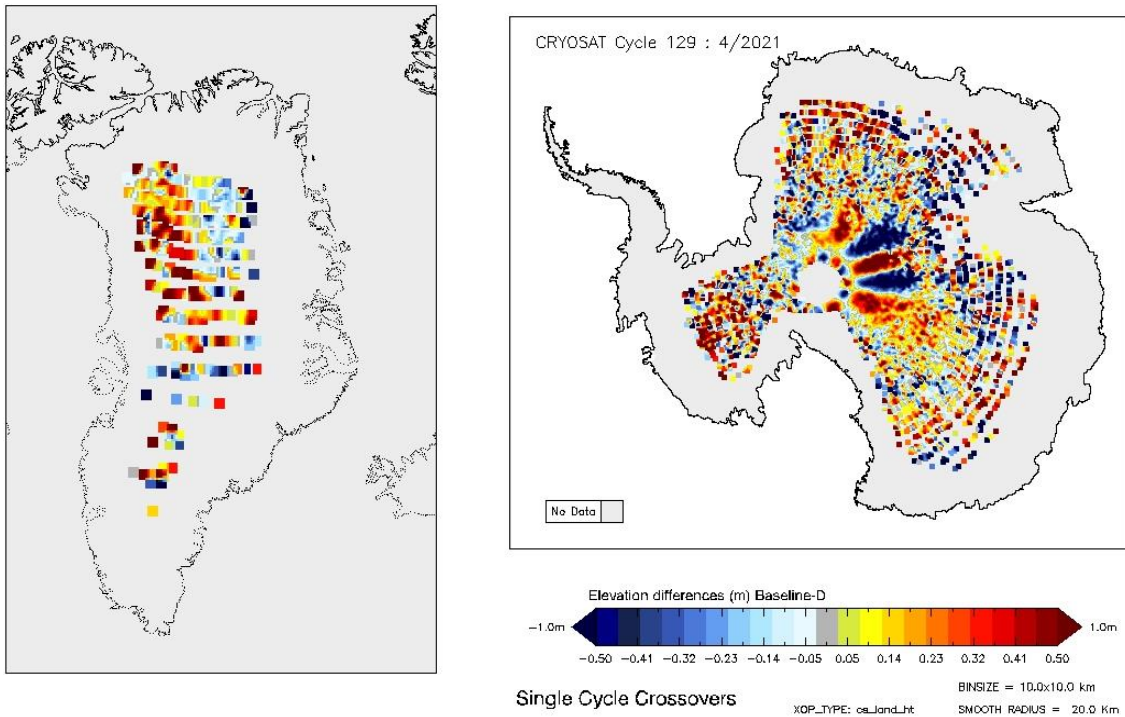 CRYOSAT Cycle 129 : 4/2021
No Data
Elevation differences (m) Baseline-D
-1.0m 1.0m
-0.50 -0.41 -0.32 -0.23 -0.14 -0.05 0.05 0.14 0.23 0.32 0.41 0.50
Single Cycle Crossovers
XOP_TYPE: ca_land_ht
BINSIZE = 10.0x10.0 km
SMOOTH RADIUS = 20.0 Km